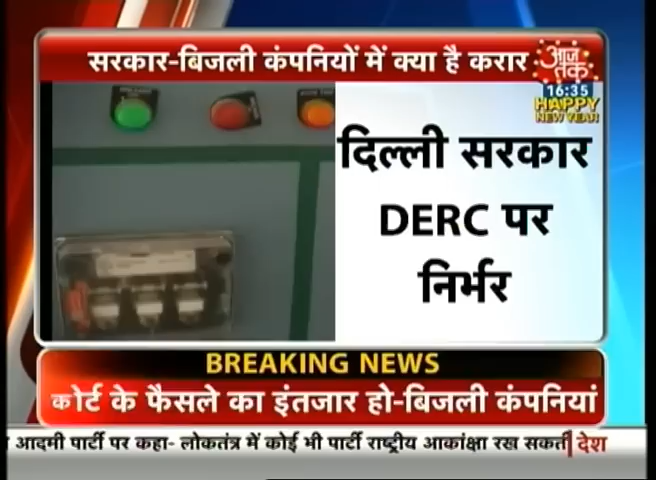 सरकार-बिजली कंपनियों में क्या है करार
आज तक
16:35
HAPPY
NEW YEAR
दिल्ली सरकार
DERC पर
निर्भर
BREAKING NEWS
कोर्ट के फैसले का इंतजार हो-बिजली कंपनियां
आदमी पार्टी पर कहा- लोकतंत्र में कोई भी पार्टी राष्ट्रीय आकांक्षा रख सकती
देश